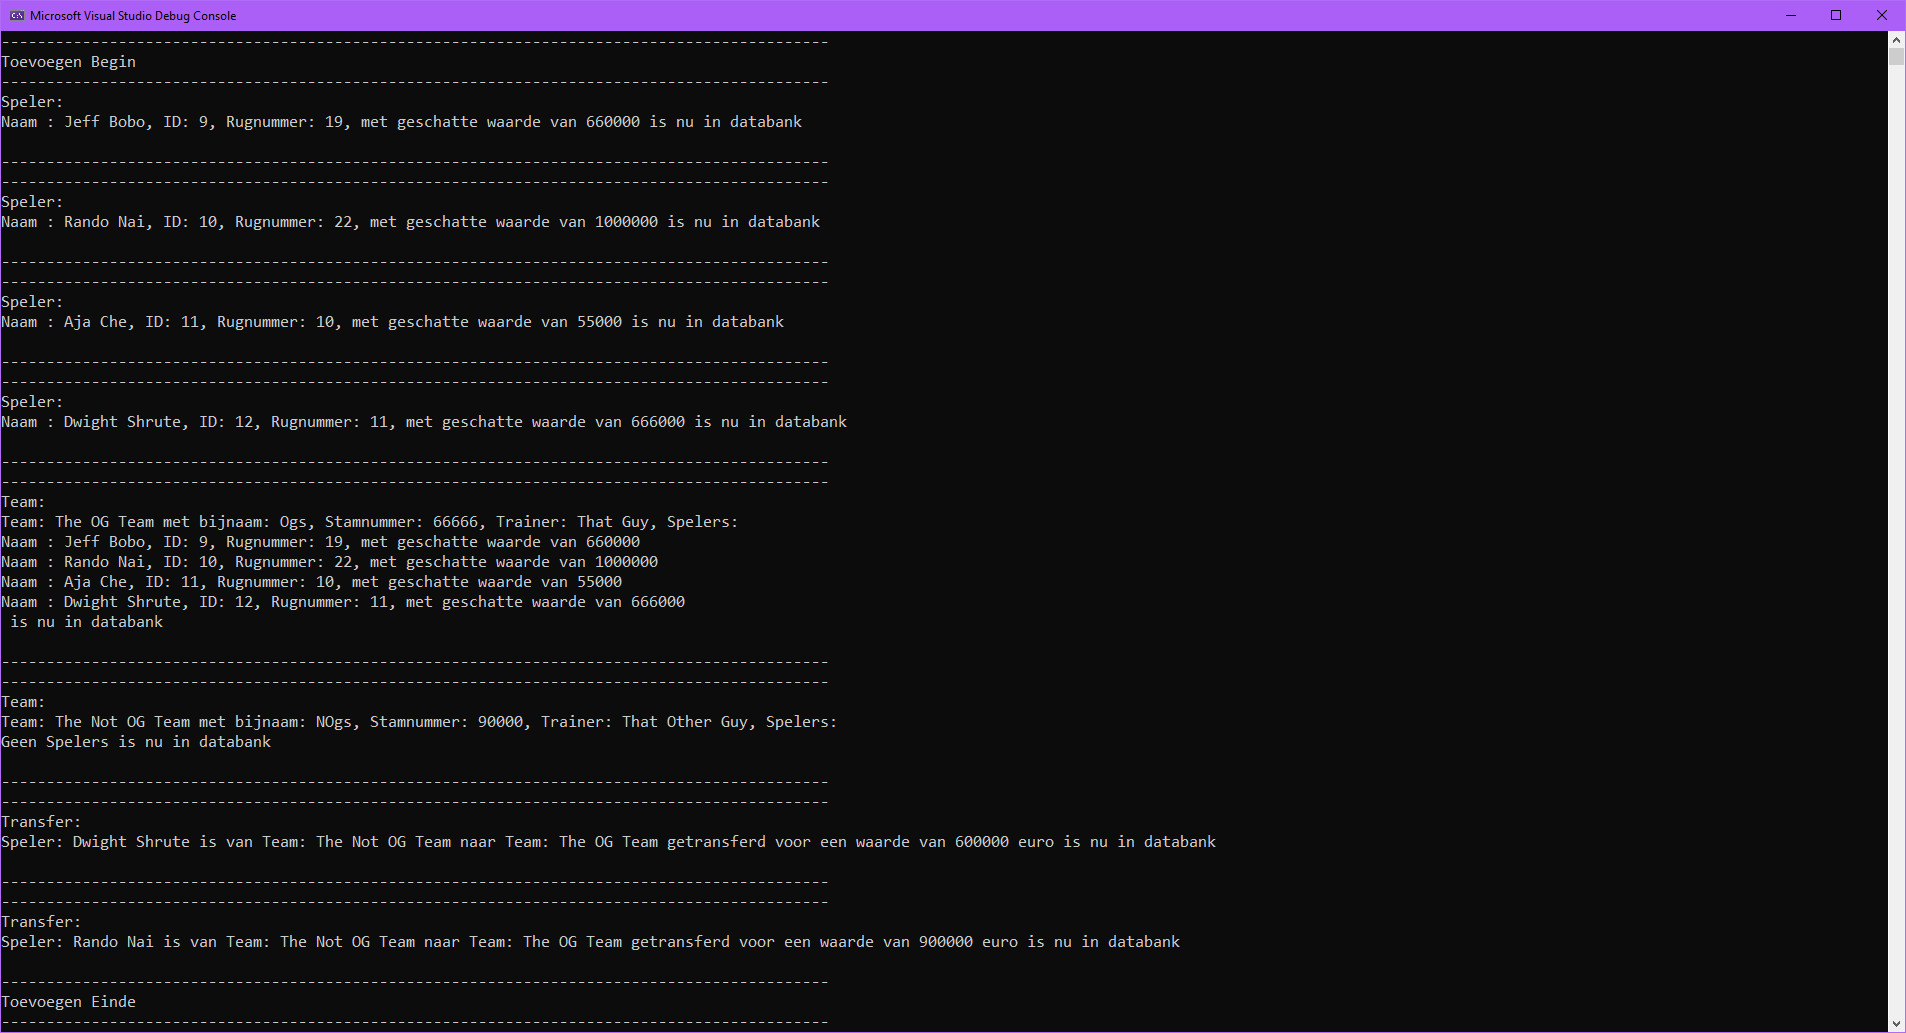 Microsoft Visual Studio Debug Console
--------------------------------------------------------------------------------------------
Toevoegen Begin
--------------------------------------------------------------------------------------------
Speler:
Naam : Jeff Bobo, ID: 9, Rugnummer: 19, met geschatte waarde van 660000 is nu in databank
--------------------------------------------------------------------------------------------
--------------------------------------------------------------------------------------------
Speler:
Naam : Rando Nai, ID: 10, Rugnummer: 22, met geschatte waarde van 1000000 is nu in databank
--------------------------------------------------------------------------------------------
--------------------------------------------------------------------------------------------
Speler:
Naam : Aja Che, ID: 11, Rugnummer: 10, met geschatte waarde van 55000 is nu in databank
--------------------------------------------------------------------------------------------
--------------------------------------------------------------------------------------------
Speler:
Naam : Dwight Shrute, ID: 12, Rugnummer: 11, met geschatte waarde van 666000 is nu in databank
--------------------------------------------------------------------------------------------
--------------------------------------------------------------------------------------------
Team:
Team: The OG Team met bijnaam: Ogs, Stamnummer: 66666, Trainer: That Guy, Spelers:
Naam : Jeff Bobo, ID: 9, Rugnummer: 19, met geschatte waarde van 660000
Naam : Rando Nai, ID: 10, Rugnummer: 22, met geschatte waarde van 1000000
Naam : Aja Che, ID: 11, Rugnummer: 10, met geschatte waarde van 55000
Naam : Dwight Shrute, ID: 12, Rugnummer: 11, met geschatte waarde van 666000
 is nu in databank
--------------------------------------------------------------------------------------------
--------------------------------------------------------------------------------------------
Team:
Team: The Not OG Team met bijnaam: NOgs, Stamnummer: 90000, Trainer: That Other Guy, Spelers:
Geen Spelers is nu in databank
--------------------------------------------------------------------------------------------
--------------------------------------------------------------------------------------------
Transfer:
Speler: Dwight Shrute is van Team: The Not OG Team naar Team: The OG Team getransferd voor een waarde van 600000 euro is nu in databank
--------------------------------------------------------------------------------------------
--------------------------------------------------------------------------------------------
Transfer:
Speler: Rando Nai is van Team: The Not OG Team naar Team: The OG Team getransferd voor een waarde van 900000 euro is nu in databank
--------------------------------------------------------------------------------------------
Toevoegen Einde
--------------------------------------------------------------------------------------------